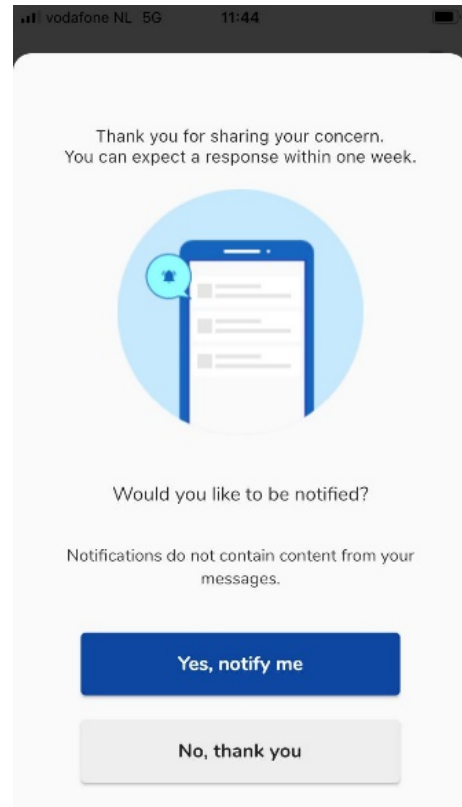 vodafone NL 5G 11:44
Thank you for sharing your concern.
You can expect a response within one week.
Would you like to be notified?
Notifications do not contain content from your
messages.
Yes, notify me
No, thank you